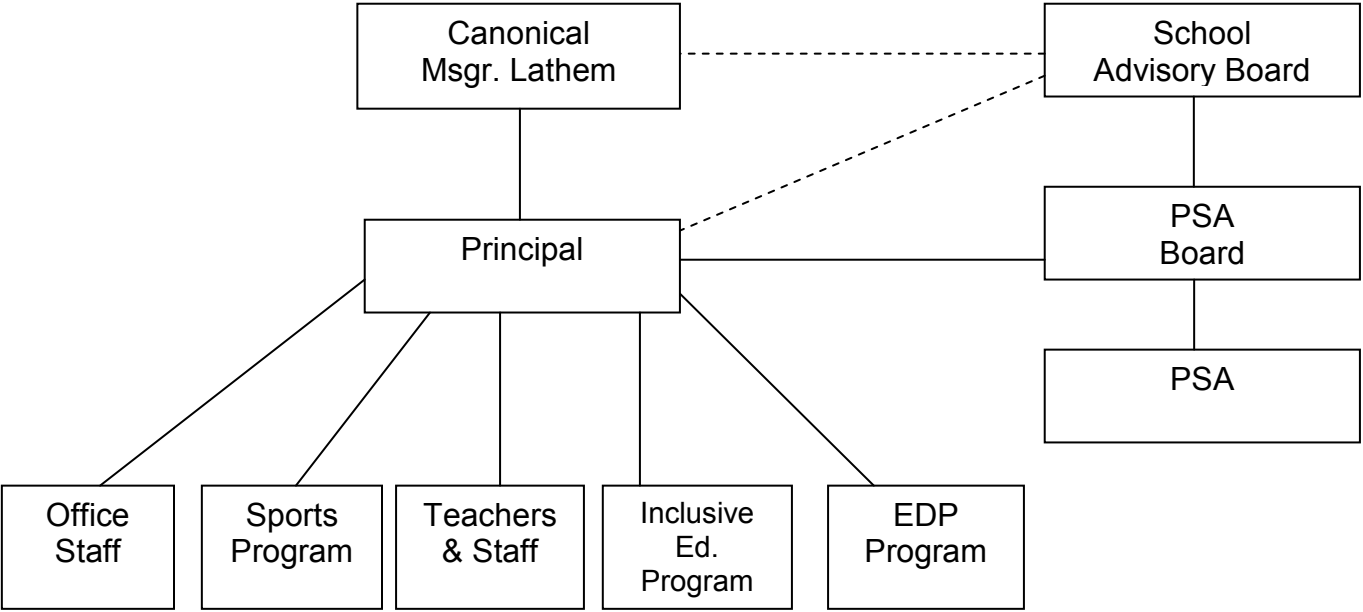 Canonical
Msgr. Lathem
School
Advisory Board
Principal
PSA
Board
PSA
Office
Staff
Sports
Program
Teachers
& Staff
Inclusive
Ed.
Program
EDP
Program